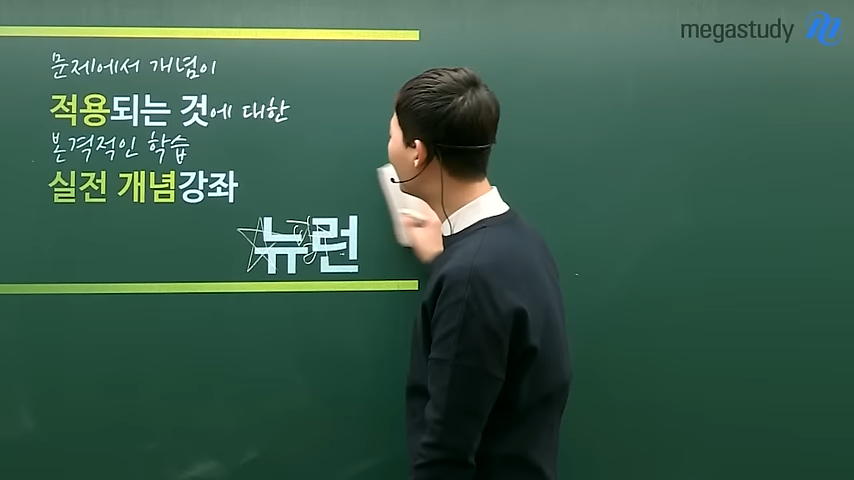 megastudy
문제에서 개념이
적용되는 것에 대한
본격적인 학습
실전 개념강좌
뉴런